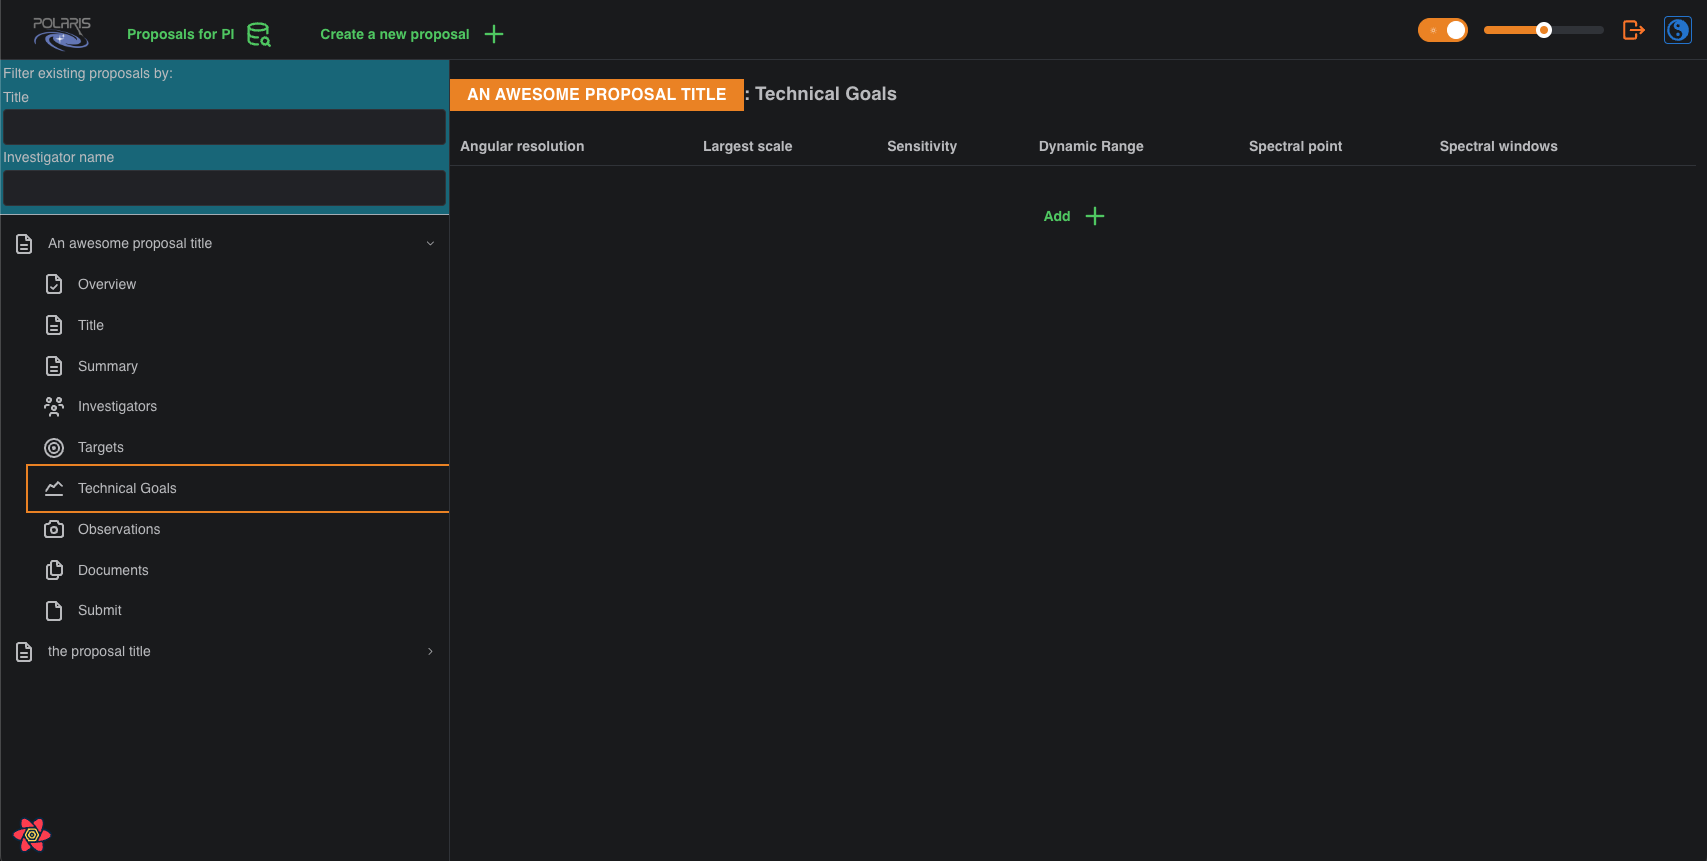 POLARIS
Proposals for PI
Create a new proposal
Filter existing proposals by:
Title
Investigator name
An awesome proposal title
Overview
Title
Summary
Investigators
Targets
Technical Goals
Observations
Documents
Submit
the proposal title
AN AWESOME PROPOSAL TITLE : Technical Goals
Angular resolution Largest scale Sensitivity Dynamic Range Spectral point Spectral windows
Add